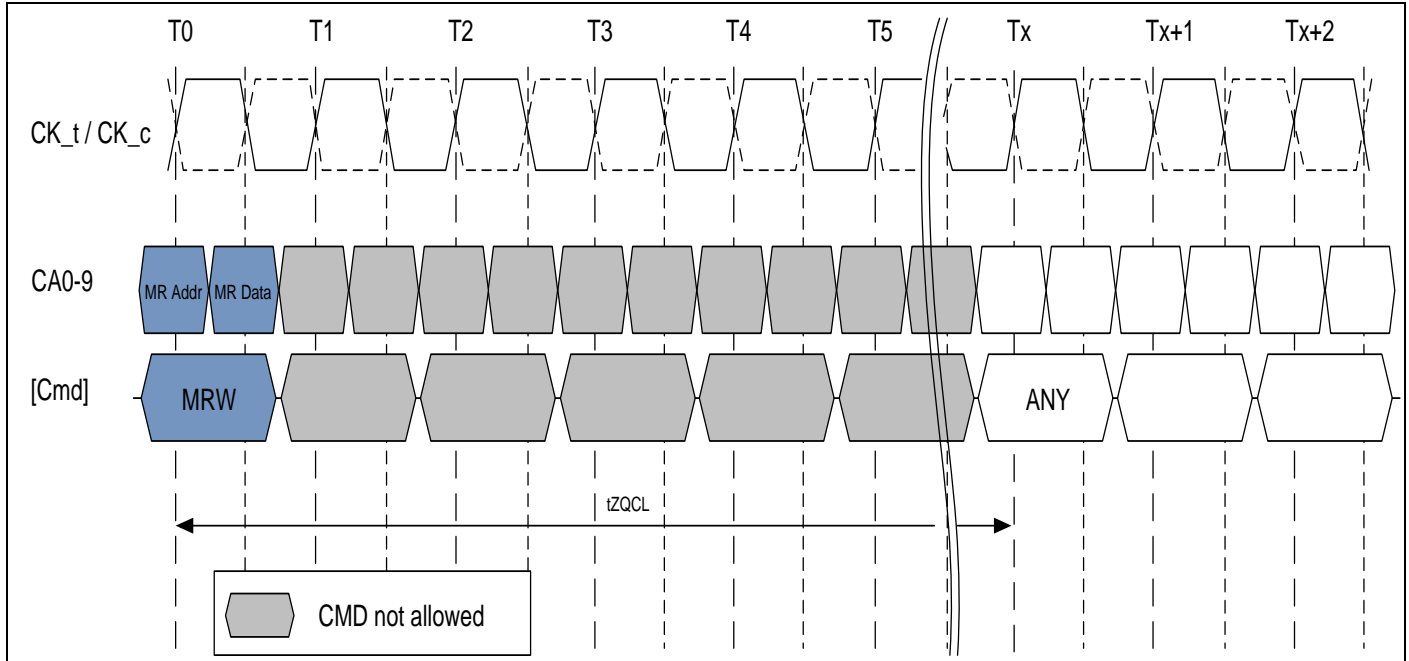 T0 T1 T2 T3 T4 T5 Tx Tx+1 Tx+2
CK_t / CK_c
CA0-9 MR Addr MR Data
[Cmd] MRW ANY
tZQCL
CMD not allowed